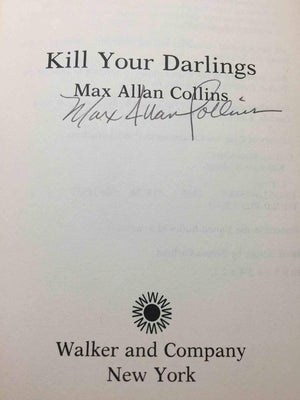 Kill Your Darlings
Max Allan Collins
Max Allan Collins
Walker and Company
New York